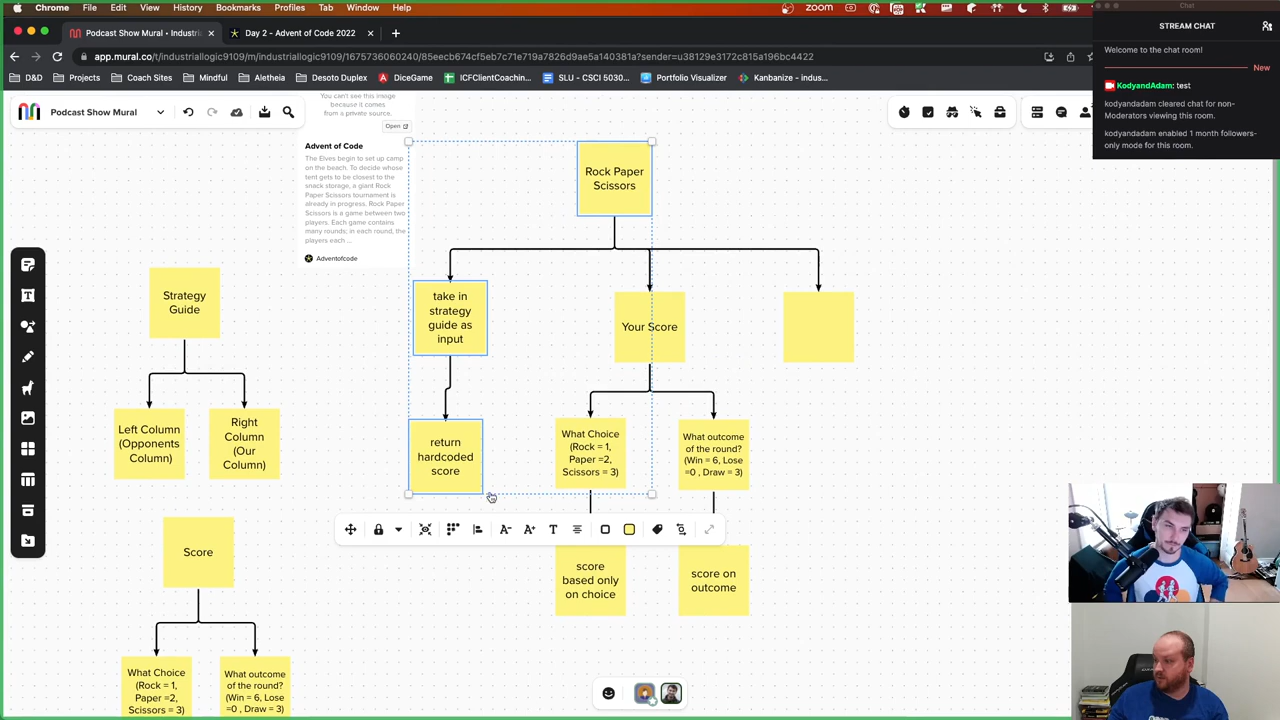 Chrome File Edit View History Bookmarks Profiles Tab Window Help
zoom
Podcast Show Mural • Industri
Day 2 - Advent of Code 2022
app.mural.co/t/industriallogic9109/m/industriallogic9109/1675736060240/85eecb674cf5eb7c71e719a7826d9ae5a140381a?sender=u38129e3172c815a196bc4422
D&D
Projects
Coach Sites
Mindful
Aletheia
Desoto Duplex
DiceGame
ICFClientCoachin...
SLU - CSCI 5030...
Portfolio Visualizer
Kanbanize - indus...
Chat
STREAM CHAT
Welcome to the chat room!
New
KodyandAdam: test
kodyandadam cleared chat for non-
Moderators viewing this room.
kodyandadam enabled 1 month followers-
only mode for this room.
Podcast Show Mural
You can't see this image
because it comes
from a private source.
Open
Advent of Code
The Elves begin to set up camp
on the beach. To decide whose
tent gets to be closest to the
snack storage, a giant Rock
Paper Scissors tournament is
already in progress. Rock Paper
Scissors is a game between two
players. Each game contains
many rounds; in each round, the
players each ...
Adventofcode
Rock Paper
Scissors
take in
strategy
guide as
input
Your Score
return
hardcoded
score
What Choice
(Rock = 1,
Paper =2,
Scissors = 3)
What outcome
of the round?
(Win = 6, Lose
=0 , Draw = 3)
score
based only
on choice
score on
outcome
Strategy
Guide
Left Column
(Opponents
Column)
Right
Column
(Our
Column)
Score
What Choice
(Rock = 1,
Paper =2,
Scissors = 3)
What outcome
of the round?
(Win = 6, Lose
=0 , Draw = 3)